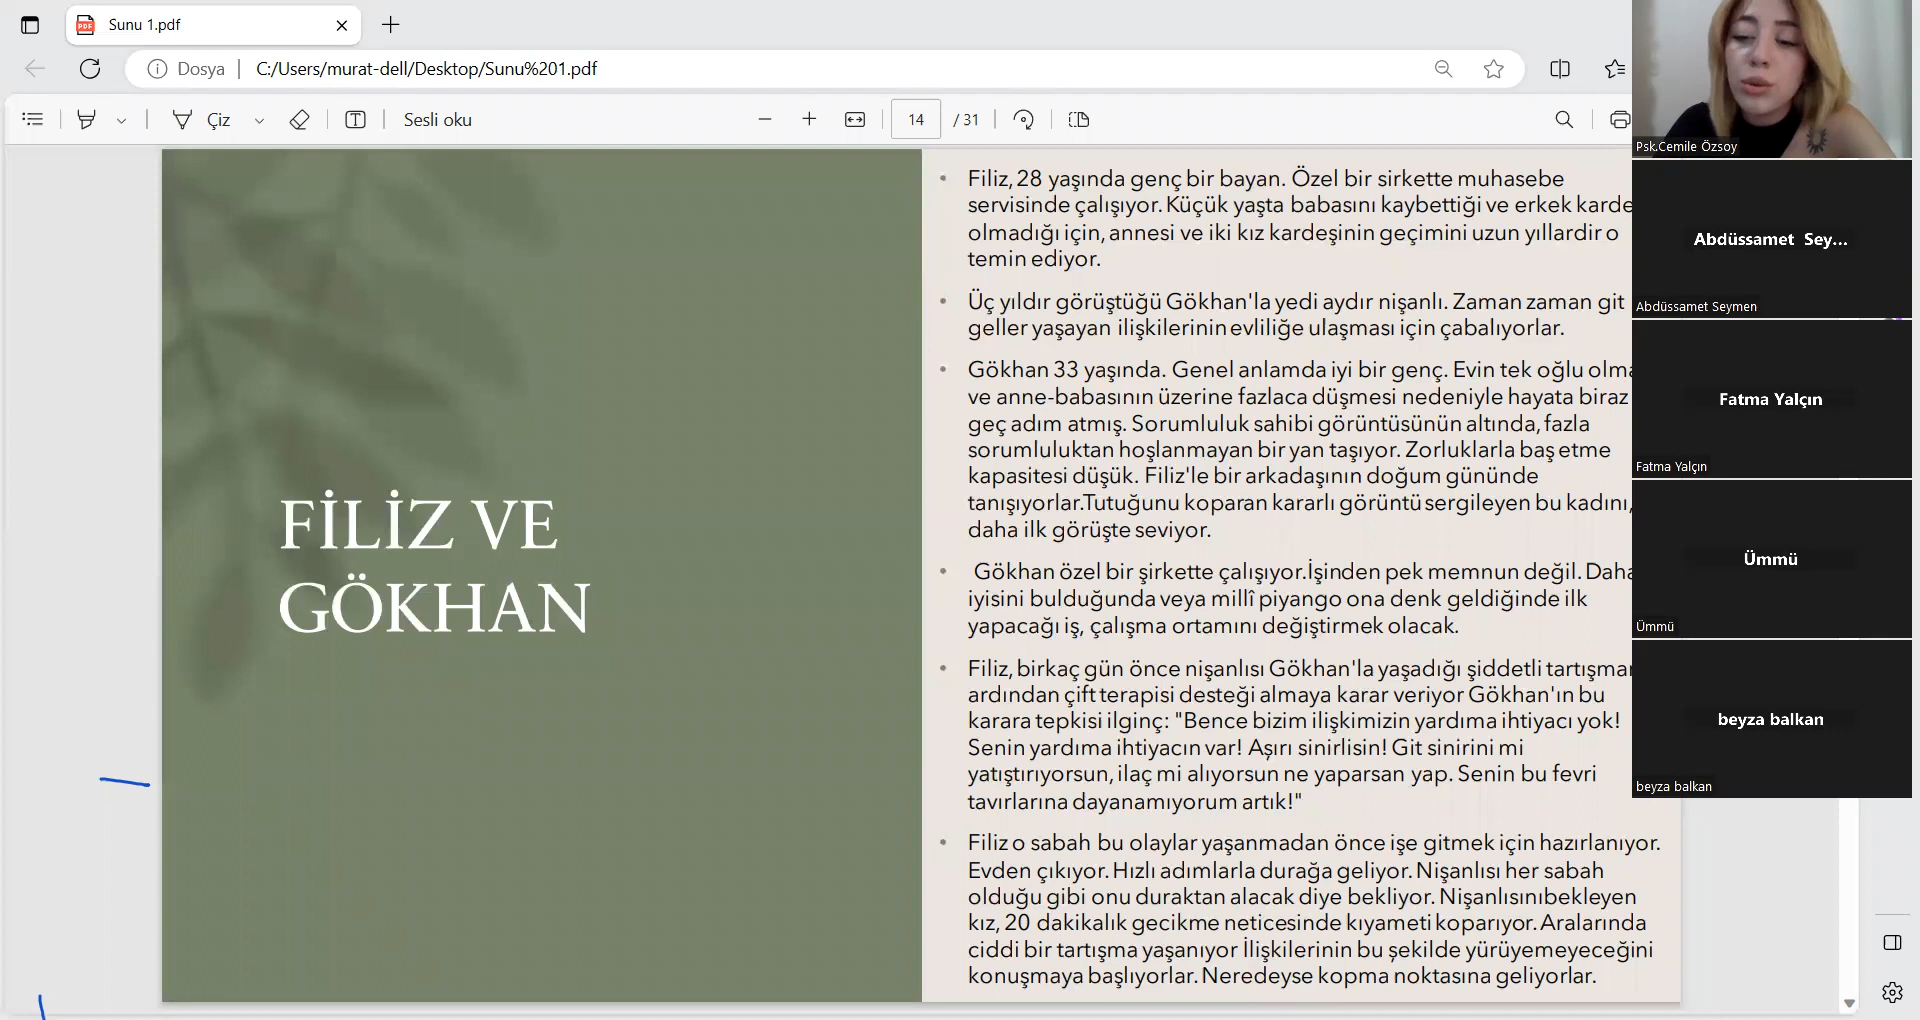 Sunu 1.pdf
Dosya
C:/Users/murat-dell/Desktop/Sunu%201.pdf
Çiz
Sesli oku
14
/ 31
FİLİZ VE
GÖKHAN
• Filiz, 28 yaşında genç bir bayan. Özel bir sirkette muhasebe
servisinde çalışıyor. Küçük yaşta babasını kaybettiği ve erkek karde
olmadığı için, annesi ve iki kız kardeşinin geçimini uzun yıllardir o
temin ediyor.
• Üç yıldır görüştüğü Gökhan'la yedi aydır nişanlı. Zaman zaman git
geller yaşayan ilişkilerinin evliliğe ulaşması için çabalıyorlar.
• Gökhan 33 yaşında. Genel anlamda iyi bir genç. Evin tek oğlu olma
ve anne-babasının üzerine fazlaca düşmesi nedeniyle hayata biraz
geç adım atmış. Sorumluluk sahibi görüntüsünün altında, fazla
sorumluluktan hoşlanmayan bir yan taşıyor. Zorluklarla baş etme
kapasitesi düşük. Filiz'le bir arkadaşının doğum gününde
tanışıyorlar.Tutuğunu koparan kararlı görüntü sergileyen bu kadını,
daha ilk görüşte seviyor.
• Gökhan özel bir şirkette çalışıyor.İşinden pek memnun değil. Daha
iyisini bulduğunda veya millî piyango ona denk geldiğinde ilk
yapacağı iş, çalışma ortamını değiştirmek olacak.
• Filiz, birkaç gün önce nişanlısı Gökhan'la yaşadığı şiddetli tartışma
ardından çift terapisi desteği almaya karar veriyor Gökhan'ın bu
karara tepkisi ilginç: "Bence bizim ilişkimizin yardıma ihtiyacı yok!
Senin yardıma ihtiyacın var! Aşırı sinirlisin! Git sinirini mi
yatıştırıyorsun, ilaç mi alıyorsun ne yaparsan yap. Senin bu fevri
tavırlarına dayanamıyorum artık!"
• Filiz o sabah bu olaylar yaşanmadan önce işe gitmek için hazırlanıyor.
Evden çıkıyor. Hızlı adımlarla durağa geliyor. Nişanlısı her sabah
olduğu gibi onu duraktan alacak diye bekliyor. Nişanlısınıbekleyen
kız, 20 dakikalık gecikme neticesinde kıyameti koparıyor. Aralarında
ciddi bir tartışma yaşanıyor İlişkilerinin bu şekilde yürüyemeyeceğini
konuşmaya başlıyorlar. Neredeyse kopma noktasına geliyorlar.
Psk.Cemile Özsoy
Abdüssamet Sey...
Abdüssamet Seymen
Fatma Yalçın
Fatma Yalçın
Ümmü
Ümmü
beyza balkan
beyza balkan